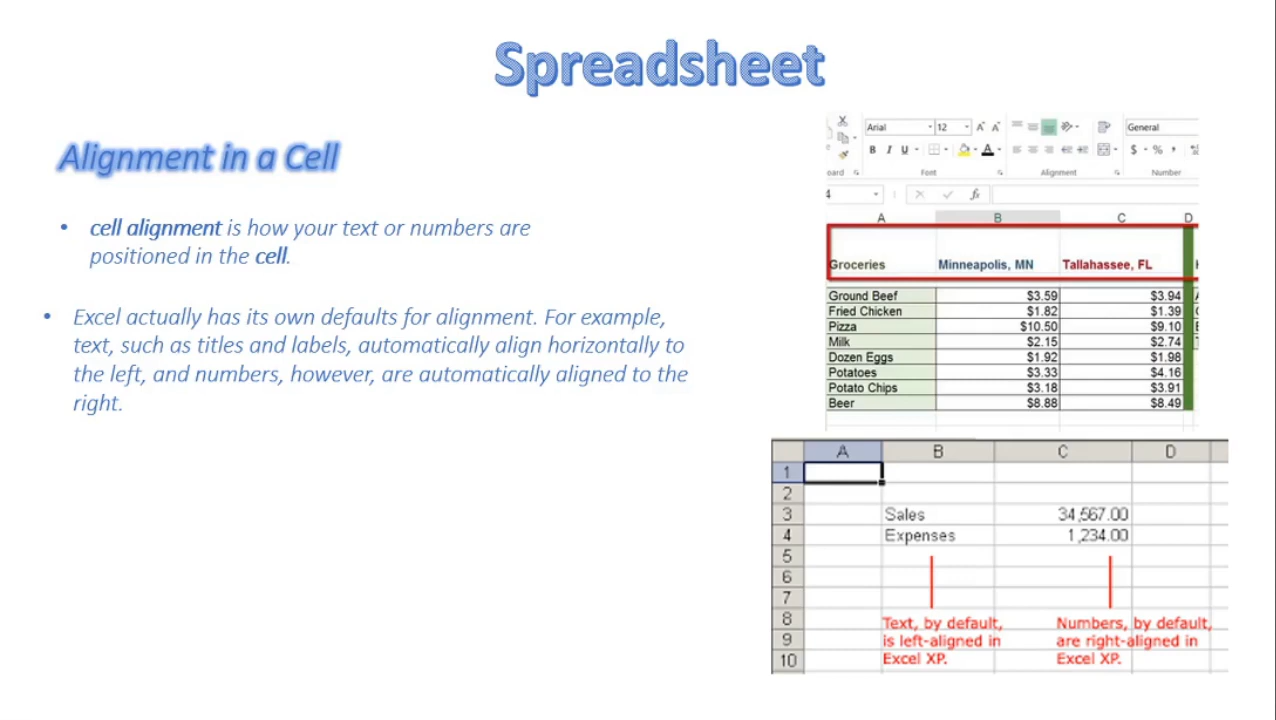 Spreadsheet
Alignment in a Cell
• cell alignment is how your text or numbers are
positioned in the cell.
• Excel actually has its own defaults for alignment. For example,
text, such as titles and labels, automatically align horizontally to
the left, and numbers, however, are automatically aligned to the
right.
Arial 12 A A General
B I U A $ % ,
oard Font Alignment Number
4 fx
A B C D
Groceries Minneapolis, MN Tallahassee, FL
Ground Beef $3.59 $3.94
Fried Chicken $1.82 $1.39
Pizza $10.50 $9.10
Milk $2.15 $2.74
Dozen Eggs $1.92 $1.98
Potatoes $3.33 $4.16
Potato Chips $3.18 $3.91
Beer $8.88 $8.49
A B C D
1
2
3 Sales 34,567.00
4 Expenses 1,234.00
5
6
7
8 Text, by default, Numbers, by default,
9 is left-aligned in are right-aligned in
10 Excel XP. Excel XP.